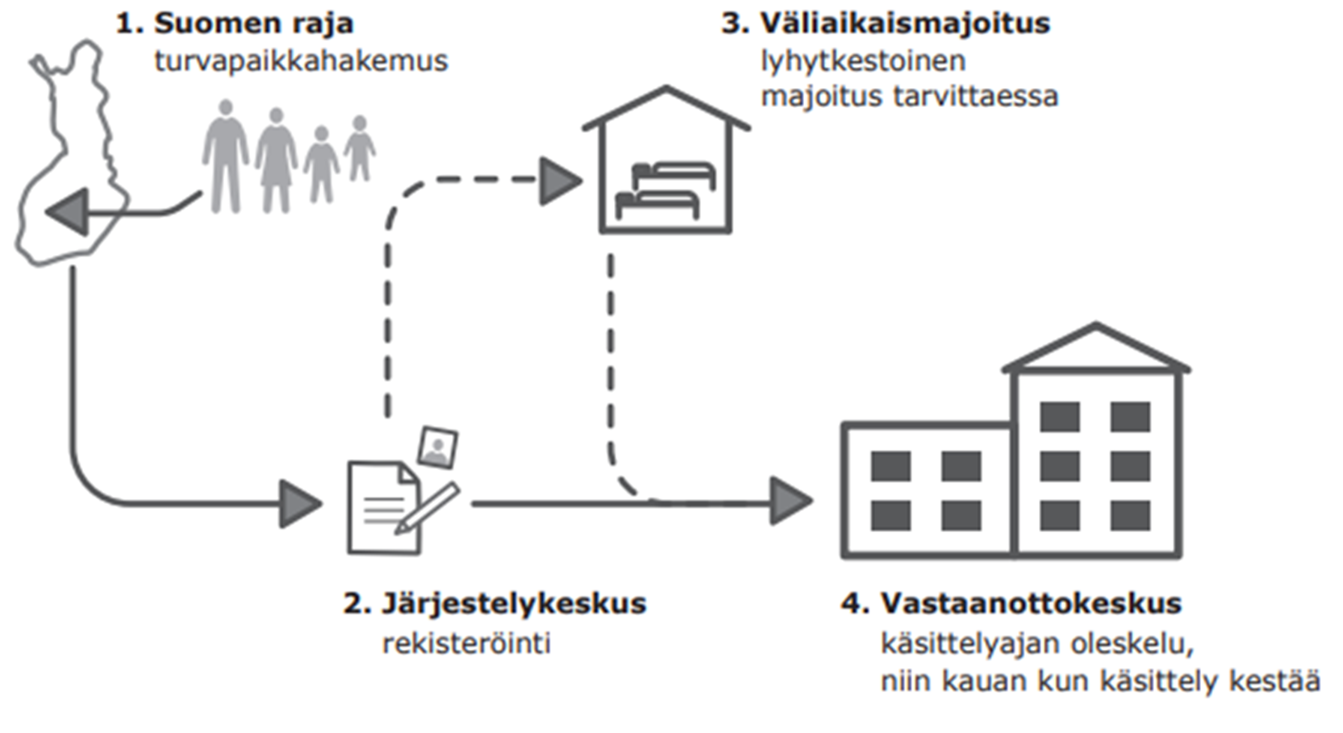 1. Suomen raja
turvapaikkahakemus
3. Väliaikaismajoitus
lyhytkestoinen
majoitus tarvittaessa
2. Järjestelykeskus
rekisteröinti
4. Vastaanottokeskus
käsittelyajan oleskelu,
niin kauan kun käsittely kestää